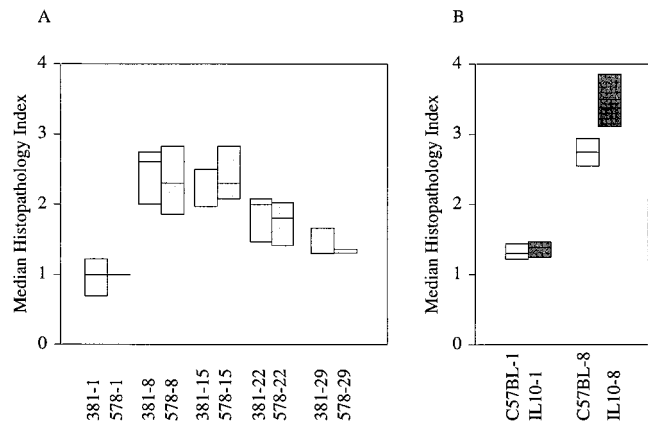 A
Median Histopathology Index
4
3
2
1
0
381-1
578-1
381-8
578-8
381-15
578-15
381-22
578-22
381-29
578-29
B
Median Histopathology Index
4
3
2
1
0
C57BL-1
IL10-1
C57BL-8
IL10-8